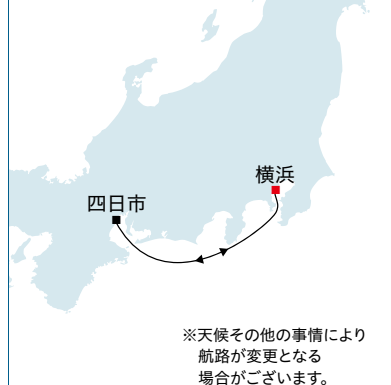 横浜
四日市
※天候その他の事情により
航路が変更となる
場合がございます。